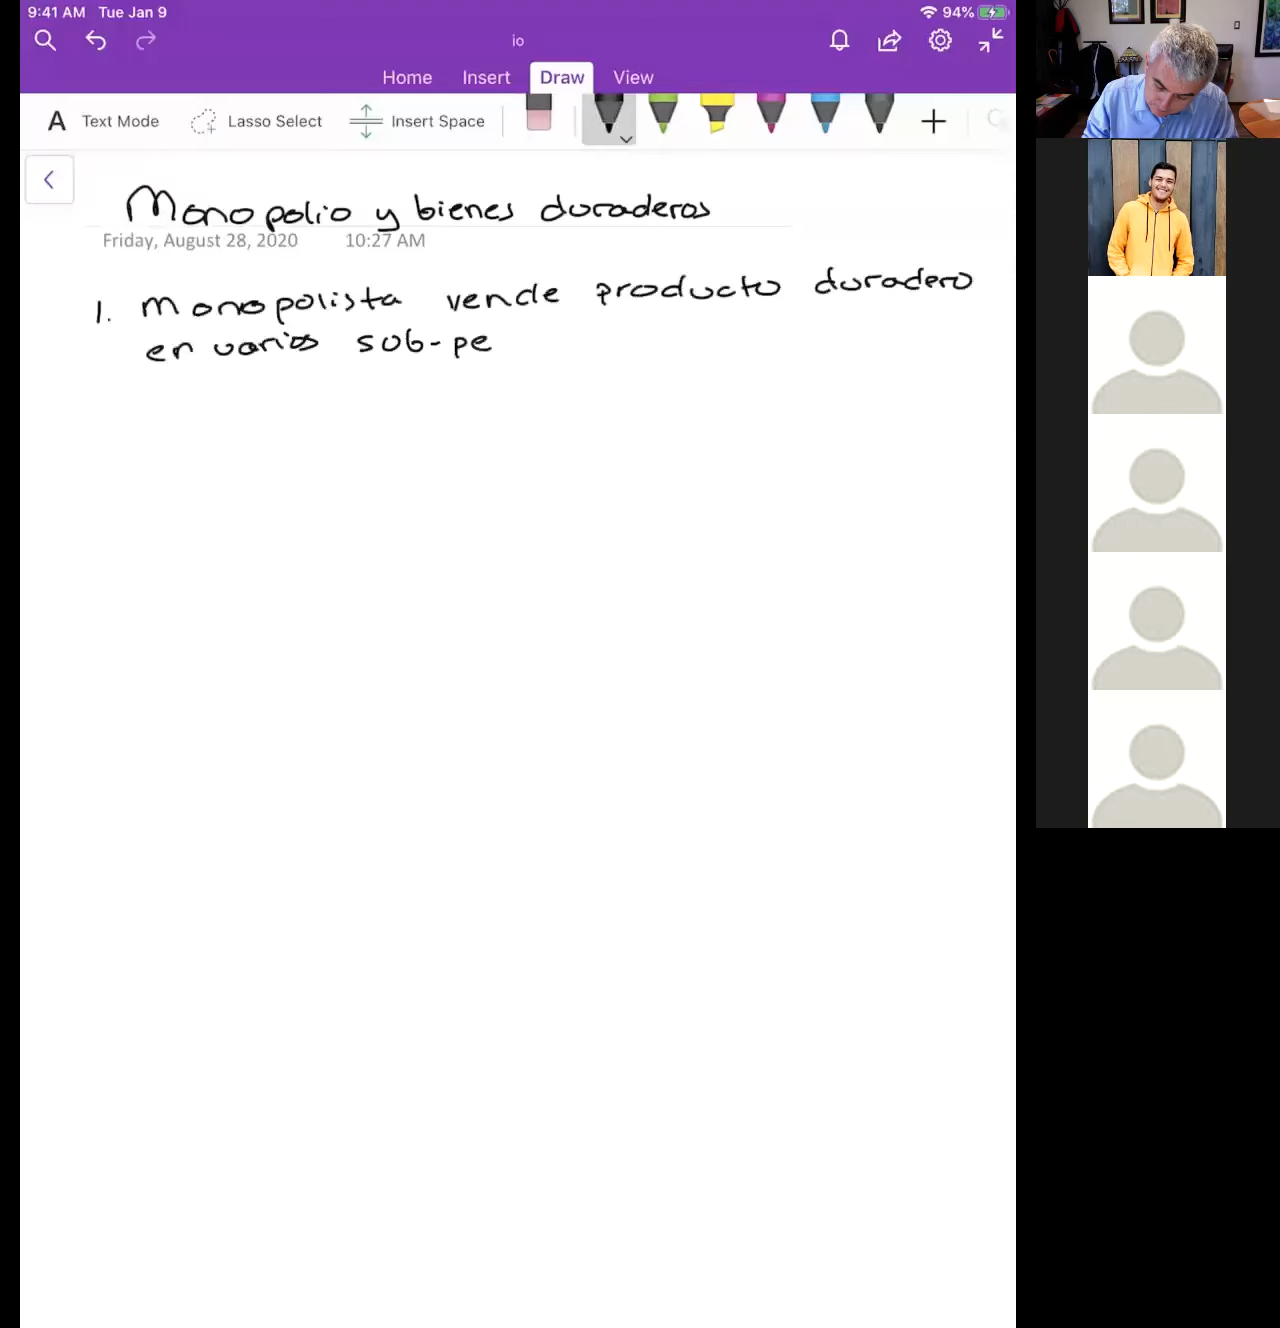 9:41 AM Tue Jan 9 94%
io
Home Insert Draw View
A Text Mode Lasso Select Insert Space
Monopolio y bienes duraderos
Friday, August 28, 2020 10:27 AM
1. Monopolista vende producto duradero
en varios sub-pe